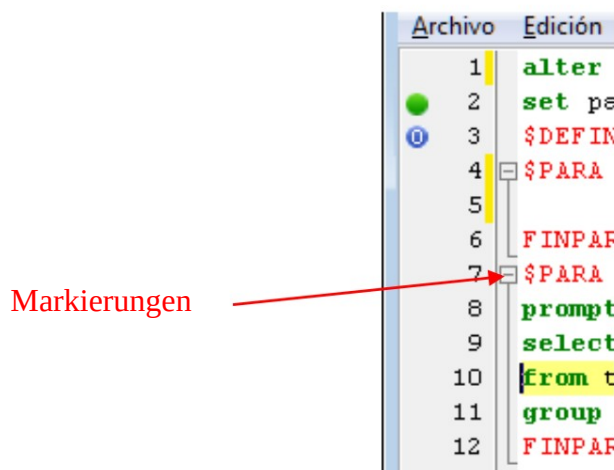 Archivo Edición
1 alter
2 set pa
0 3 $DEFIN
4 $PARA
5
6 FINPAR
7 $PARA
Markierungen
8 prompt
9 select
10 from t
11 group
12 FINPAR